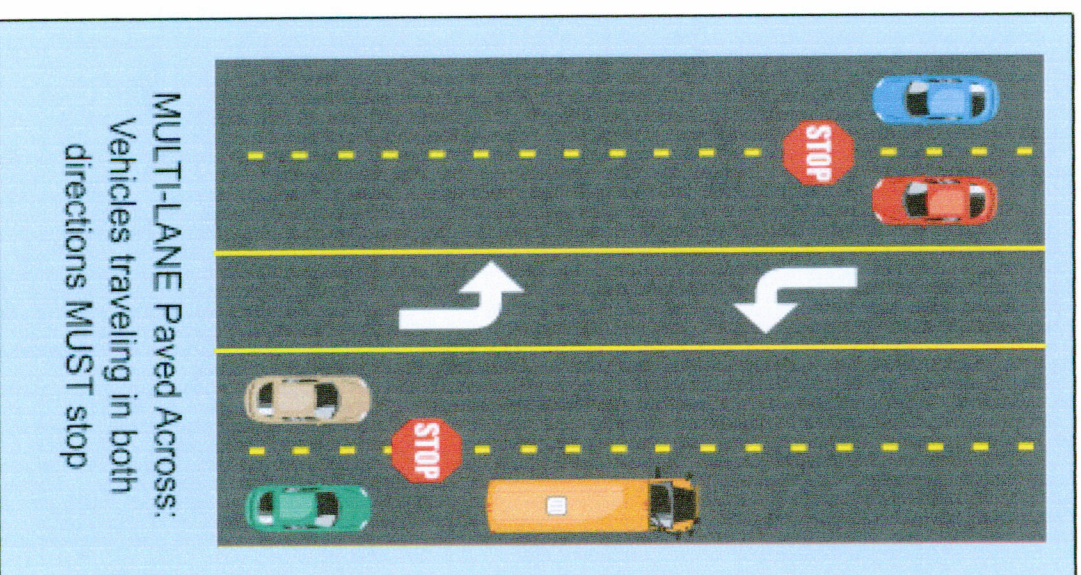 STOP
STOP
MULTI-LANE Paved Across:
Vehicles traveling in both
directions MUST stop